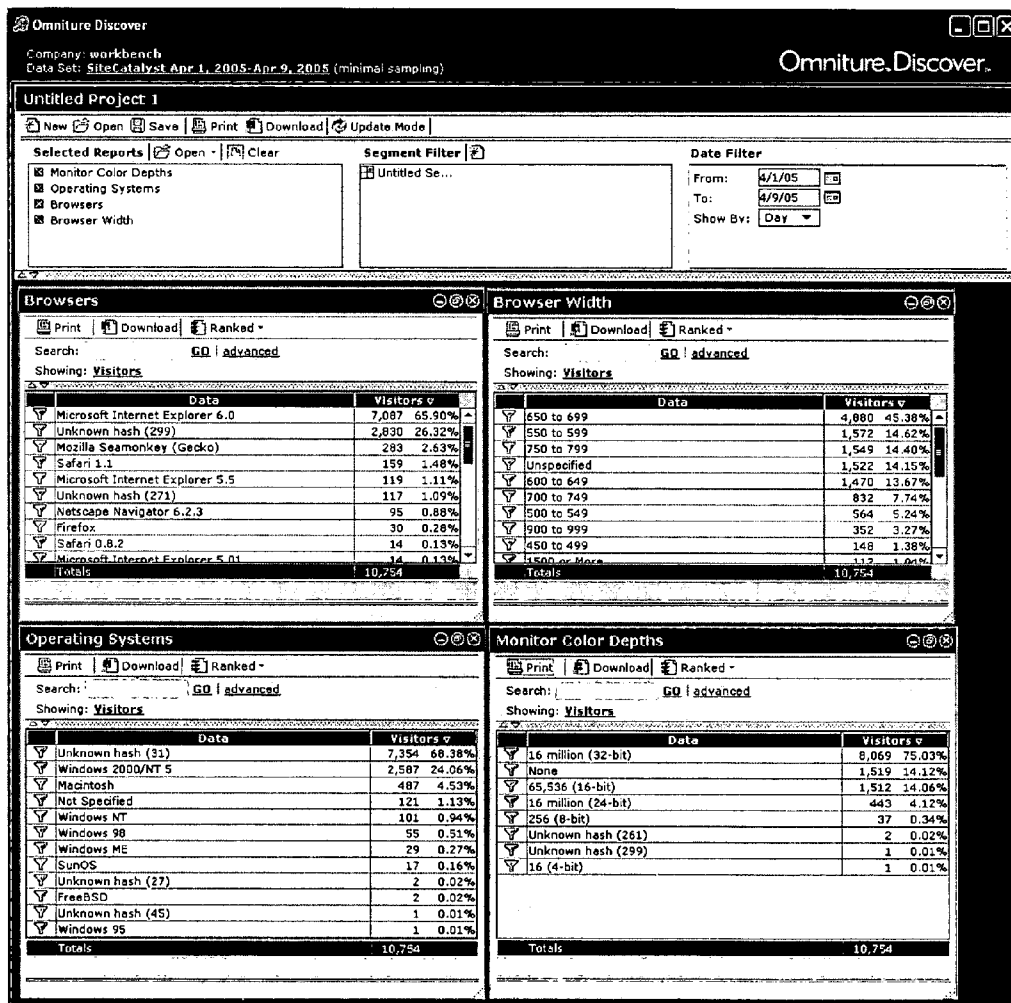 Omniture Discover
Company: workbench
Data Set: SiteCatalyst Apr 1, 2005-Apr 9, 2005 (minimal sampling)
Omniture.Discover
Untitled Project 1
New Open Save Print Download Update Mode
Selected Reports Open Clear
Monitor Color Depths
Operating Systems
Browsers
Browser Width
Segment Filter
Untitled Se...
Date Filter
From: 4/1/05
To: 4/9/05
Show By: Day
Browsers
Print Download Ranked
Search: GO advanced
Showing: Visitors
Data Visitors
Microsoft Internet Explorer 6.0 7,087 65.90%
Unknown hash (299) 2,830 26.32%
Mozilla Seamonkey (Gecko) 283 2.63%
Safari 1.1 159 1.48%
Microsoft Internet Explorer 5.5 119 1.11%
Unknown hash (271) 117 1.09%
Netscape Navigator 6.2.3 95 0.88%
Firefox 30 0.28%
Safari 0.8.2 14 0.13%
Microsoft Internet Explorer 5.01 14 0.13%
Totals 10,754
Browser Width
Print Download Ranked
Search: GO advanced
Showing: Visitors
Data Visitors
650 to 699 4,880 45.38%
550 to 599 1,572 14.62%
750 to 799 1,549 14.40%
Unspecified 1,522 14.15%
600 to 649 1,470 13.67%
700 to 749 832 7.74%
500 to 549 564 5.24%
900 to 999 352 3.27%
450 to 499 148 1.38%
1500 or More 112 1.04%
Totals 10,754
Operating Systems
Print Download Ranked
Search: GO advanced
Showing: Visitors
Data Visitors
Unknown hash (31) 7,354 68.38%
Windows 2000/NT 5 2,587 24.06%
Macintosh 487 4.53%
Not Specified 121 1.13%
Windows NT 101 0.94%
Windows 98 55 0.51%
Windows ME 29 0.27%
SunOS 17 0.16%
Unknown hash (27) 2 0.02%
FreeBSD 2 0.02%
Unknown hash (45) 1 0.01%
Windows 95 1 0.01%
Totals 10,754
Monitor Color Depths
Print Download Ranked
Search: GO advanced
Showing: Visitors
Data Visitors
16 million (32-bit) 8,069 75.03%
None 1,519 14.12%
65,536 (16-bit) 1,512 14.06%
16 million (24-bit) 443 4.12%
256 (8-bit) 37 0.34%
Unknown hash (261) 2 0.02%
Unknown hash (299) 1 0.01%
16 (4-bit) 1 0.01%
Totals 10,754